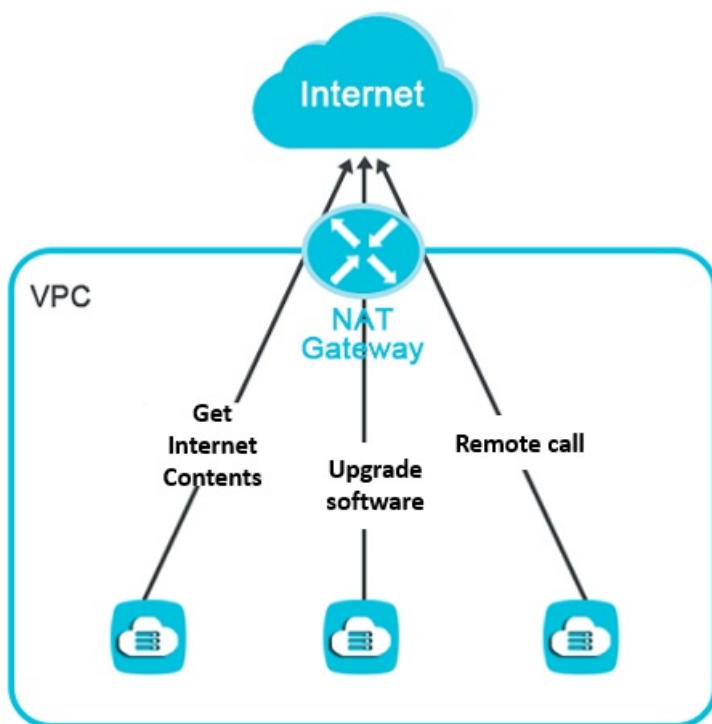 Internet
VPC
NAT
Gateway
Get
Internet
Contents
Upgrade
software
Remote call